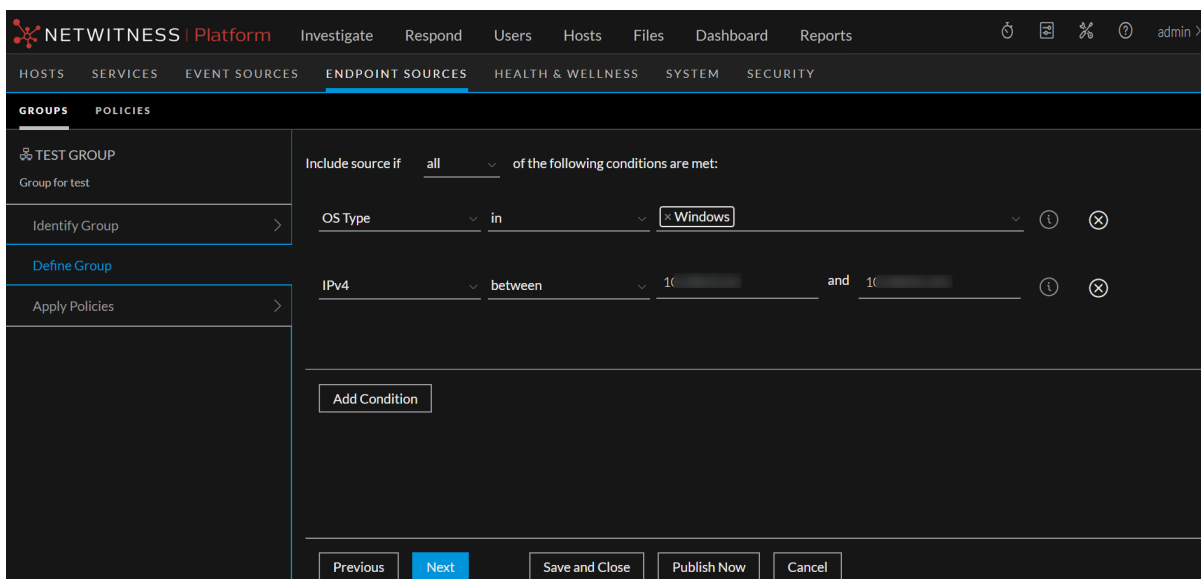 NETWITNESS | Platform Investigate Respond Users Hosts Files Dashboard Reports admin
HOSTS SERVICES EVENT SOURCES ENDPOINT SOURCES HEALTH & WELLNESS SYSTEM SECURITY
GROUPS POLICIES
TEST GROUP
Group for test
Identify Group
Define Group
Apply Policies
Include source if all of the following conditions are met:
OS Type in × Windows
IPv4 between and
Add Condition
Previous Next Save and Close Publish Now Cancel